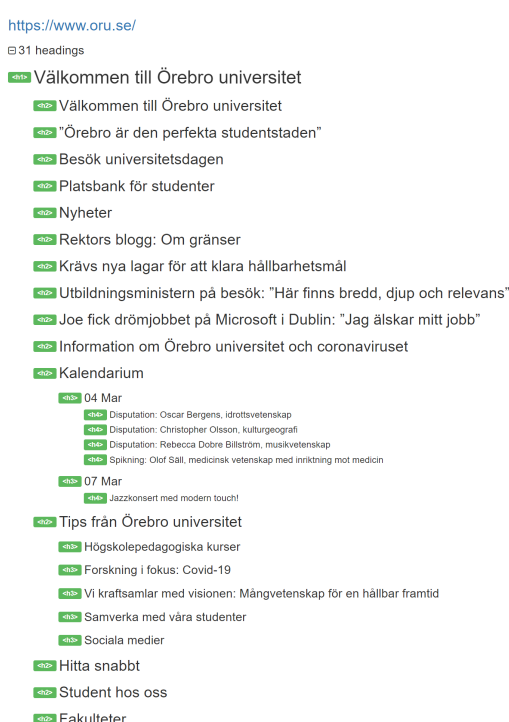 https://www.oru.se/
31 headings
<h1> Välkommen till Örebro universitet
<h2> Välkommen till Örebro universitet
<h2> ”Örebro är den perfekta studentstaden”
<h2> Besök universitetsdagen
<h2> Platsbank för studenter
<h2> Nyheter
<h2> Rektors blogg: Om gränser
<h2> Krävs nya lagar för att klara hållbarhetsmål
<h2> Utbildningsministern på besök: ”Här finns bredd, djup och relevans”
<h2> Joe fick drömjobbet på Microsoft i Dublin: ”Jag älskar mitt jobb”
<h2> Information om Örebro universitet och coronaviruset
<h2> Kalendarium
<h3> 04 Mar
<h4> Disputation: Oscar Bergens, idrottsvetenskap
<h4> Disputation: Christopher Olsson, kulturgeografi
<h4> Disputation: Rebecca Dobre Billström, musikvetenskap
<h4> Spikning: Olof Säll, medicinsk vetenskap med inriktning mot medicin
<h3> 07 Mar
<h4> Jazzkonsert med modern touch!
<h2> Tips från Örebro universitet
<h3> Högskolepedagogiska kurser
<h3> Forskning i fokus: Covid-19
<h3> Vi kraftsamlar med visionen: Mångvetenskap för en hållbar framtid
<h3> Samverka med våra studenter
<h3> Sociala medier
<h2> Hitta snabbt
<h2> Student hos oss
<h2> Fakulteter